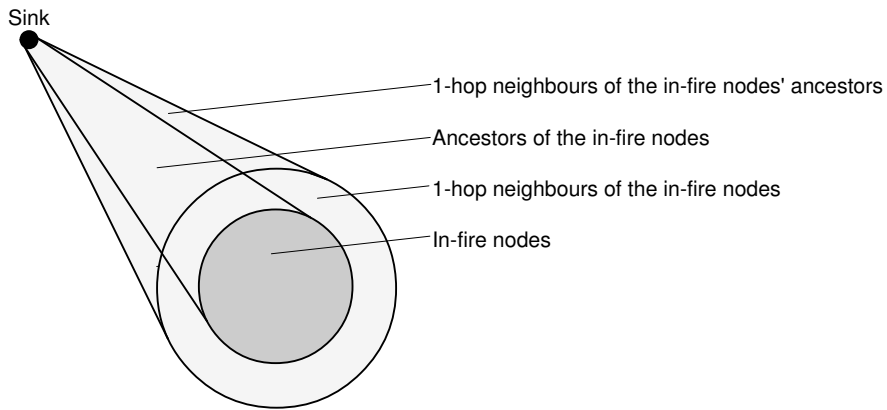 Sink
1-hop neighbours of the in-fire nodes' ancestors
Ancestors of the in-fire nodes
1-hop neighbours of the in-fire nodes
In-fire nodes